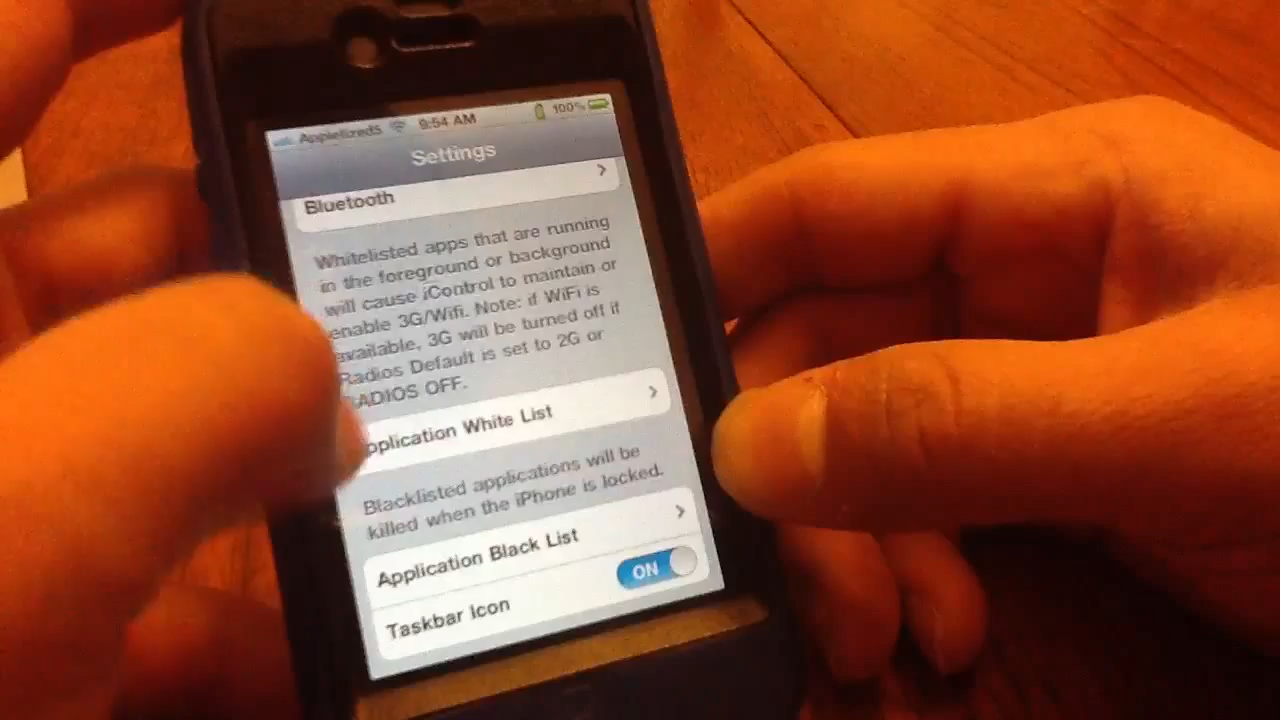 Appletized5 9:54 AM 100%
Settings
Bluetooth
Whitelisted apps that are running
in the foreground or background
will cause iControl to maintain or
enable 3G/Wifi. Note: if WiFi is
available, 3G will be turned off if
Radios Default is set to 2G or
ADIOS OFF.
pplication White List
Blacklisted applications will be
killed when the iPhone is locked.
Application Black List
Taskbar Icon ON